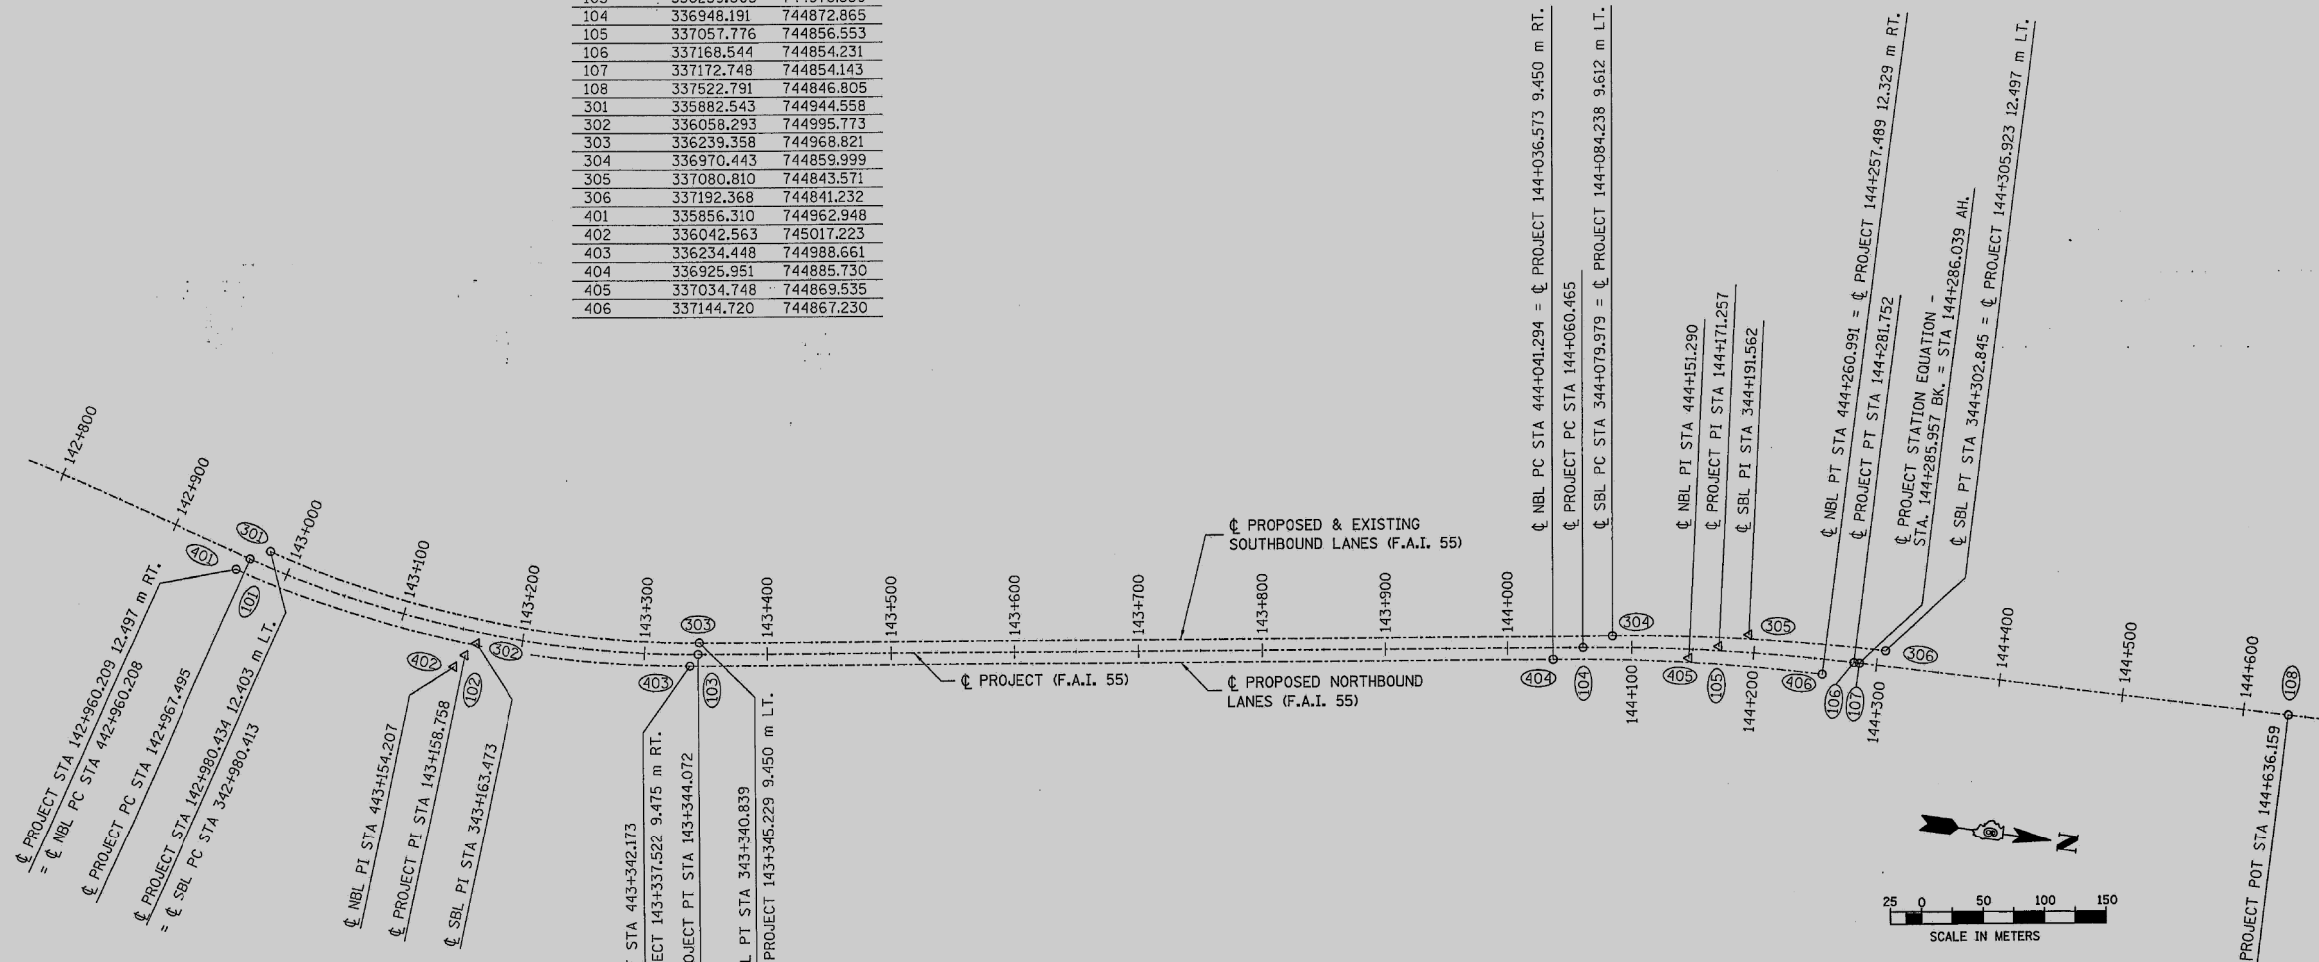 104 336948.191 744872.865
105 337057.776 744856.553
106 337168.544 744854.231
107 337172.748 744854.143
108 337522.791 744846.805
301 335882.543 744944.558
302 336058.293 744995.773
303 336239.358 744968.821
304 336970.443 744859.999
305 337080.810 744843.571
306 337192.368 744841.232
401 335856.310 744962.948
402 336042.563 745017.223
403 336234.448 744988.661
404 336925.951 744885.730
405 337034.748 744869.535
406 337144.720 744867.230
℄ NBL PC STA 444+041.294 = ℄ PROJECT 144+036.573 9.450 m RT.
℄ PROJECT PC STA 144+060.465
℄ SBL PC STA 344+079.979 = ℄ PROJECT 144+084.238 9.612 m LT.
℄ NBL PI STA 444+151.290
℄ PROJECT PI STA 144+171.257
℄ SBL PI STA 344+191.562
℄ NBL PT STA 444+260.991 = ℄ PROJECT 144+257.489 12.329 m RT.
℄ PROJECT PT STA 144+281.752
℄ PROJECT STATION EQUATION -
STA. 144+285.957 BK. = STA 144+286.039 AH.
℄ SBL PT STA 344+302.845 = ℄ PROJECT 144+305.923 12.497 m LT.
142+800
142+900
143+000
143+100
143+200
143+300
143+400
143+500
143+600
143+700
143+800
143+900
144+000
144+100
144+200
144+300
144+400
144+500
144+600
401
301
101
402
302
102
403
303
103
404
104
304
405
105
305
406
106
107
306
108
℄ PROPOSED & EXISTING
SOUTHBOUND LANES (F.A.I. 55)
℄ PROJECT (F.A.I. 55)
℄ PROPOSED NORTHBOUND
LANES (F.A.I. 55)
℄ PROJECT STA 142+960.209 12.497 m RT.
= ℄ NBL PC STA 442+960.208
℄ PROJECT PC STA 142+967.495
℄ PROJECT STA 142+980.434 12.403 m LT.
= ℄ SBL PC STA 342+980.413
℄ NBL PI STA 443+154.207
℄ PROJECT PI STA 143+158.758
℄ SBL PI STA 343+163.473
STA 443+342.173
ECT 143+337.522 9.475 m RT.
OJECT PT STA 143+344.072
L PT STA 343+340.839
PROJECT 143+345.229 9.450 m LT.
PROJECT POT STA 144+636.159
N
25 0 50 100 150
SCALE IN METERS